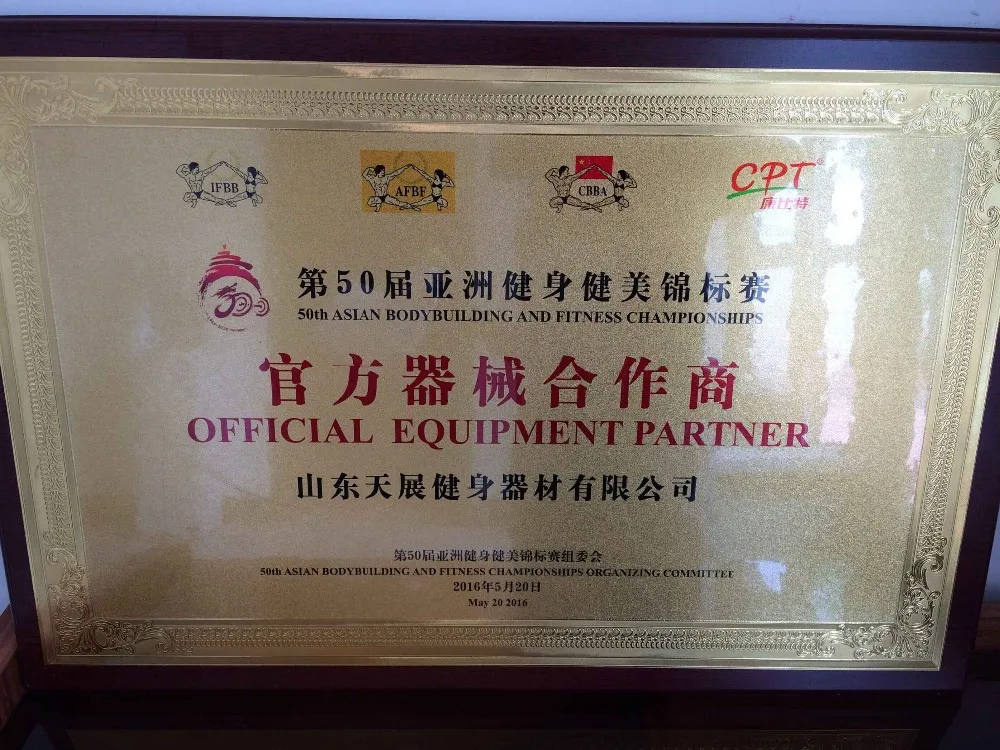 IFBB
AFBF
CBBA
CPT
康比特
50
第50届亚洲健身健美锦标赛
50th ASIAN BODYBUILDING AND FITNESS CHAMPIONSHIPS
官方器械合作商
OFFICIAL EQUIPMENT PARTNER
山东天展健身器材有限公司
第50届亚洲健身健美锦标赛组委会
50th ASIAN BODYBUILDING AND FITNESS CHAMPIONSHIPS ORGANIZING COMMITTEE
2016年5月20日
May 20 2016